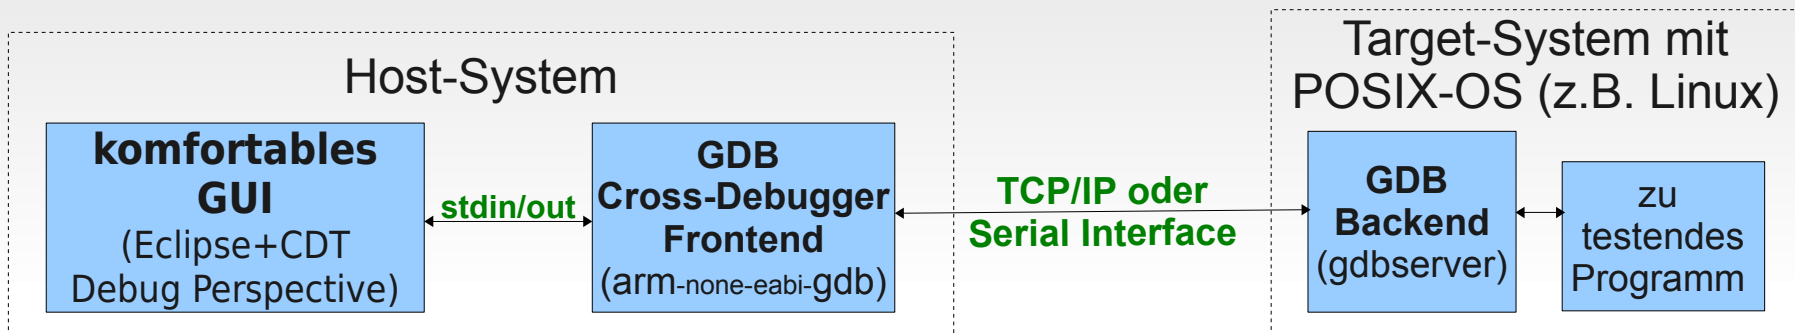 Host-System
komfortables
GUI
(Eclipse+CDT
Debug Perspective)
stdin/out
GDB
Cross-Debugger
Frontend
(arm-none-eabi-gdb)
TCP/IP oder
Serial Interface
Target-System mit
POSIX-OS (z.B. Linux)
GDB
Backend
(gdbserver)
zu
testendes
Programm